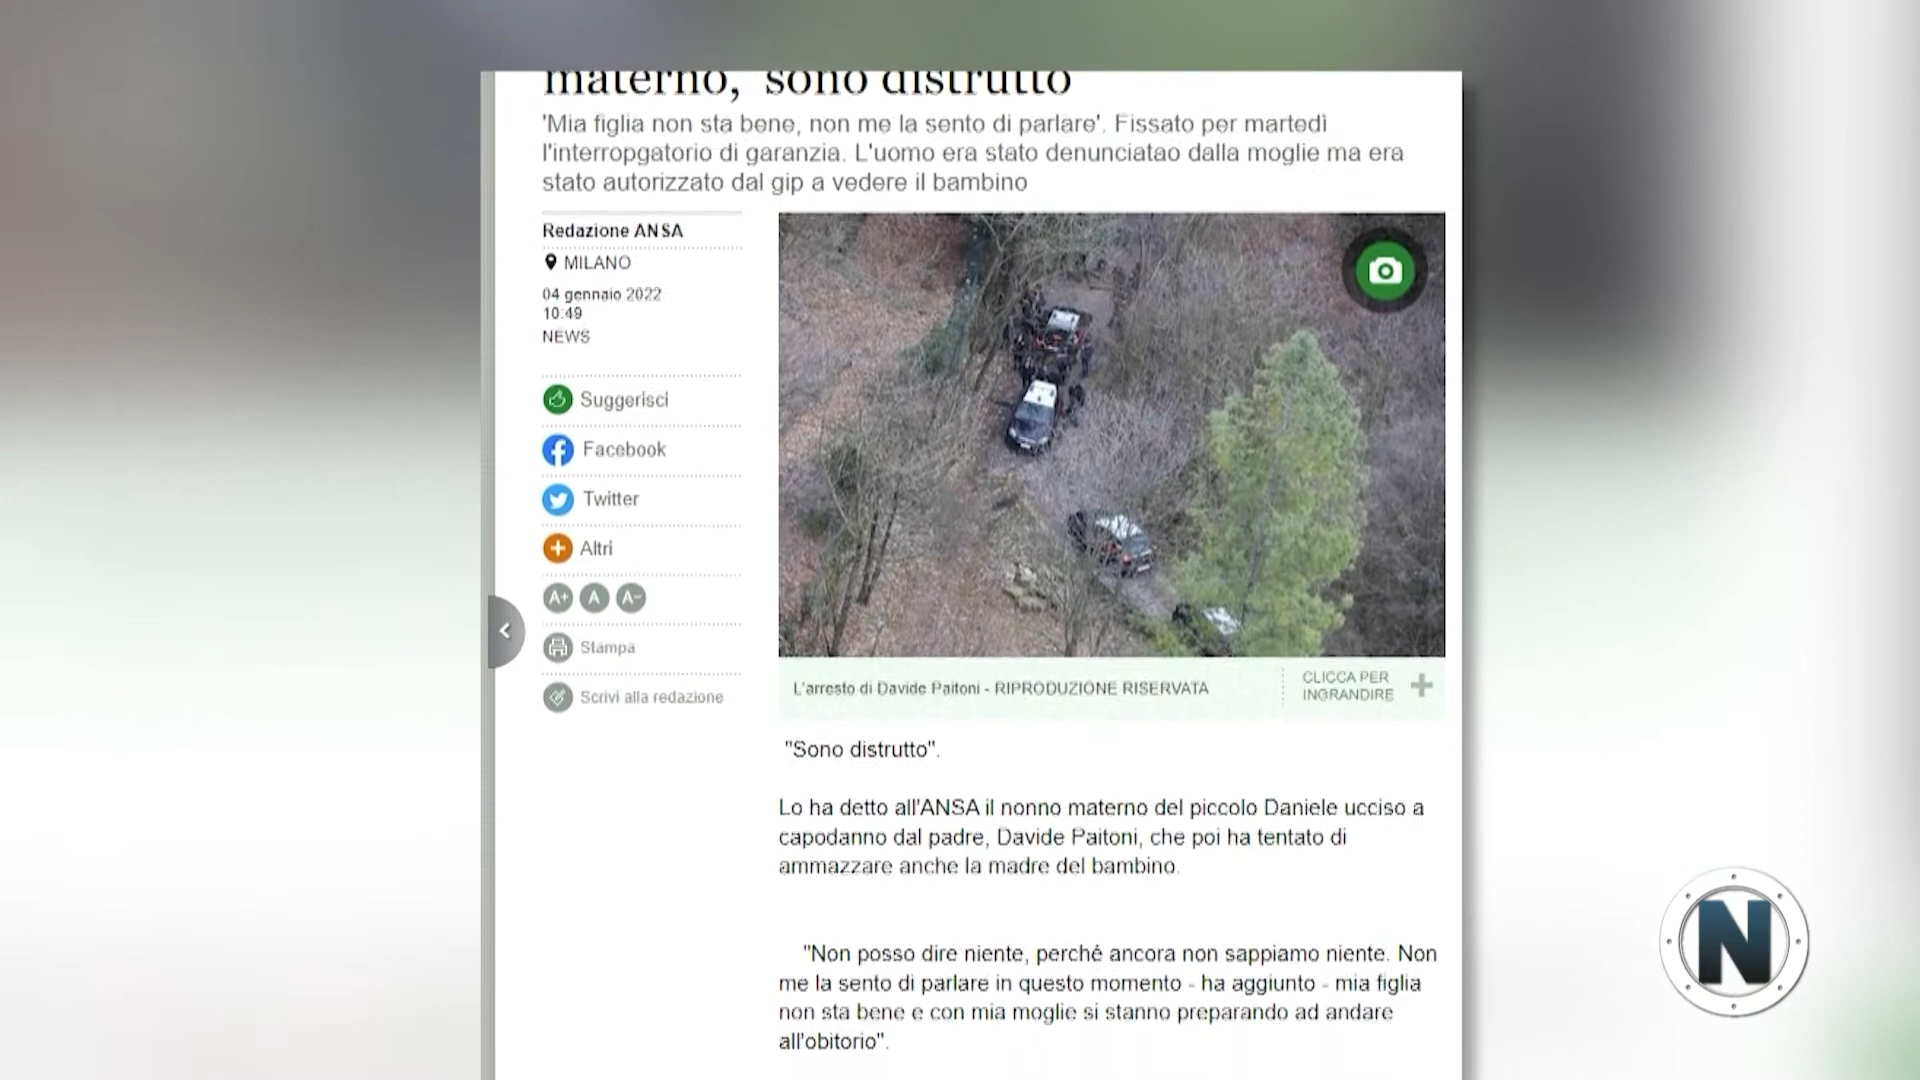 materno, 'sono distrutto
'Mia figlia non sta bene, non me la sento di parlare'. Fissato per martedì
l'interropgatorio di garanzia. L'uomo era stato denunciatao dalla moglie ma era
stato autorizzato dal gip a vedere il bambino
Redazione ANSA
MILANO
04 gennaio 2022
10:49
NEWS
Suggerisci
Facebook
Twitter
Altri
A+ A A-
Stampa
Scrivi alla redazione
L'arresto di Davide Paitoni - RIPRODUZIONE RISERVATA
CLICCA PER
INGRANDIRE +
"Sono distrutto".
Lo ha detto all'ANSA il nonno materno del piccolo Daniele ucciso a
capodanno dal padre, Davide Paitoni, che poi ha tentato di
ammazzare anche la madre del bambino.
"Non posso dire niente, perché ancora non sappiamo niente. Non
me la sento di parlare in questo momento - ha aggiunto - mia figlia
non sta bene e con mia moglie si stanno preparando ad andare
all'obitorio".
N